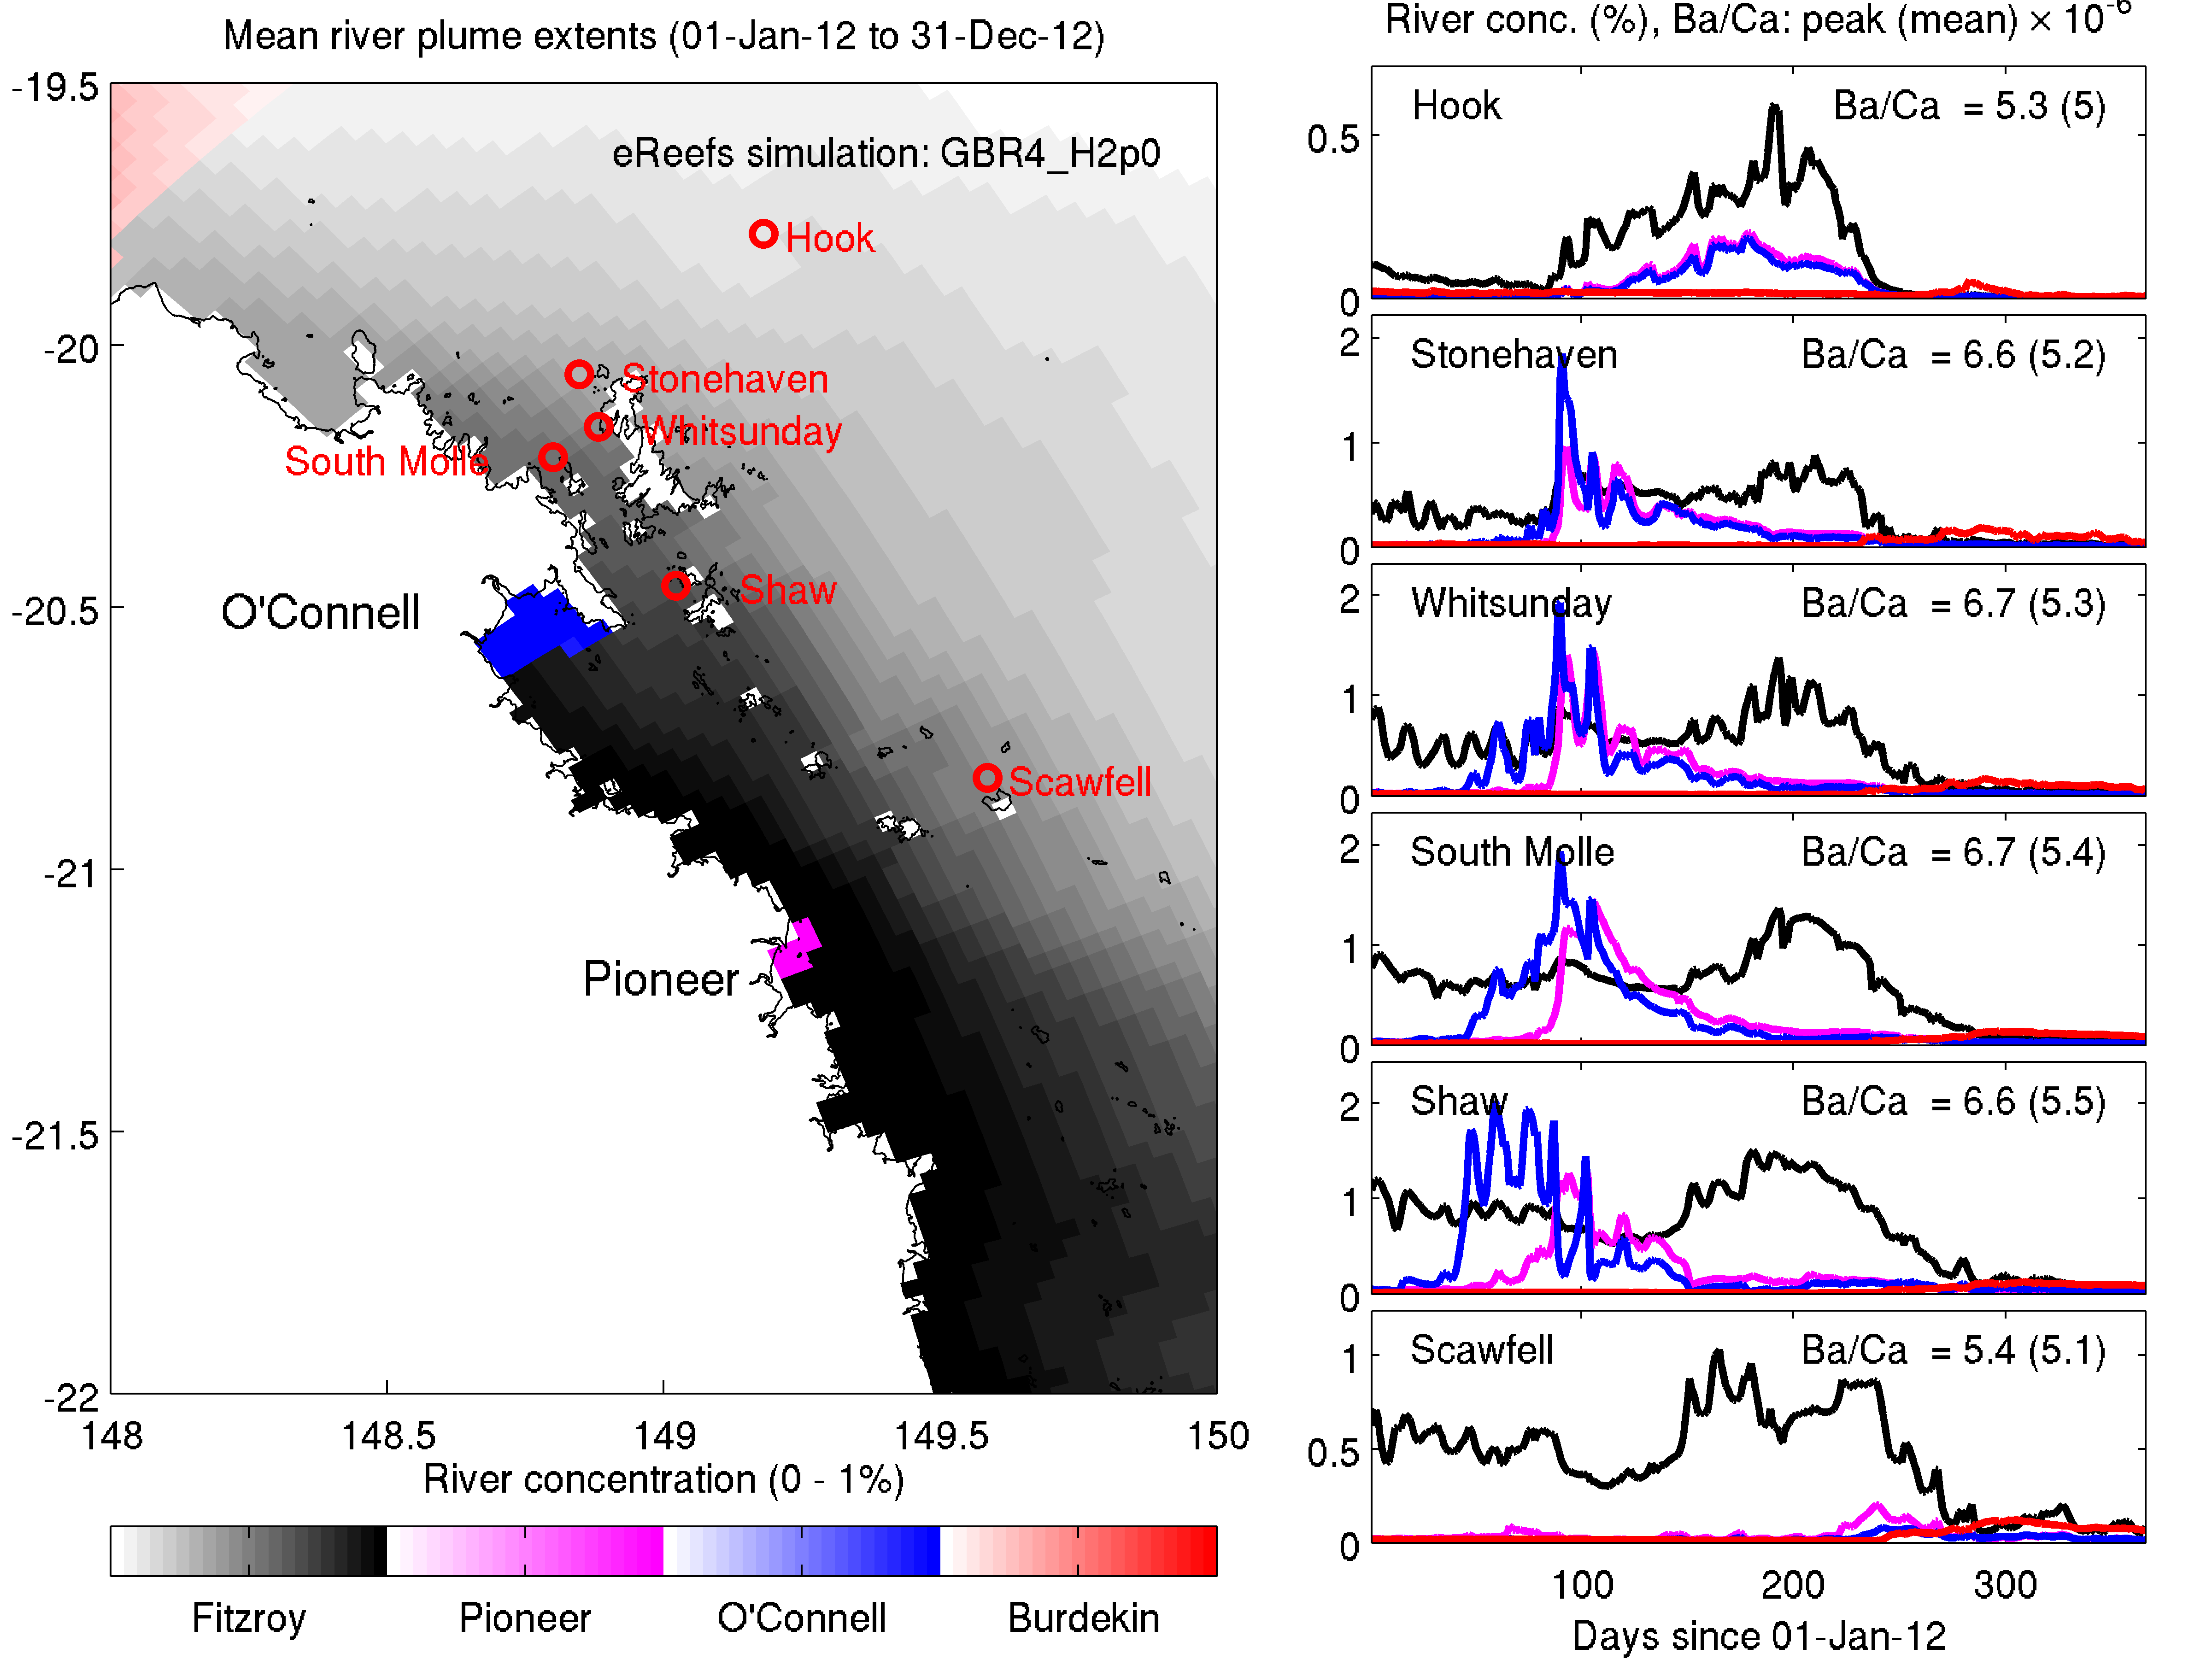 Mean river plume extents (01-Jan-12 to 31-Dec-12)
-19.5
-20
-20.5
-21
-21.5
-22
148
148.5
149
149.5
150
eReefs simulation: GBR4_H2p0
Hook
Stonehaven
Whitsunday
South Molle
Shaw
O'Connell
Scawfell
Pioneer
River concentration (0 - 1%)
Fitzroy
Pioneer
O'Connell
Burdekin
River conc. (%), Ba/Ca: peak (mean) × 10-6
Hook
Ba/Ca = 5.3 (5)
0.5
0
Stonehaven
Ba/Ca = 6.6 (5.2)
2
1
0
Whitsunday
Ba/Ca = 6.7 (5.3)
2
1
0
South Molle
Ba/Ca = 6.7 (5.4)
2
1
0
Shaw
Ba/Ca = 6.6 (5.5)
2
1
0
Scawfell
Ba/Ca = 5.4 (5.1)
1
0.5
0
100
200
300
Days since 01-Jan-12